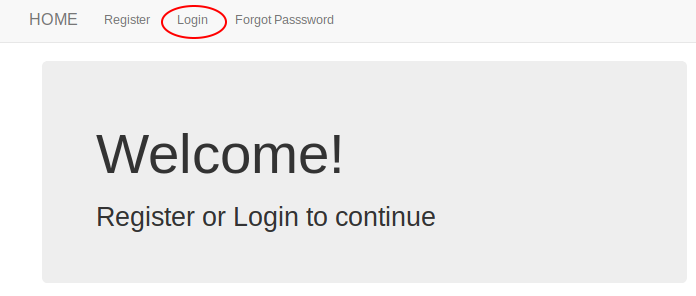 HOME Register Login Forgot Passsword
Welcome!
Register or Login to continue